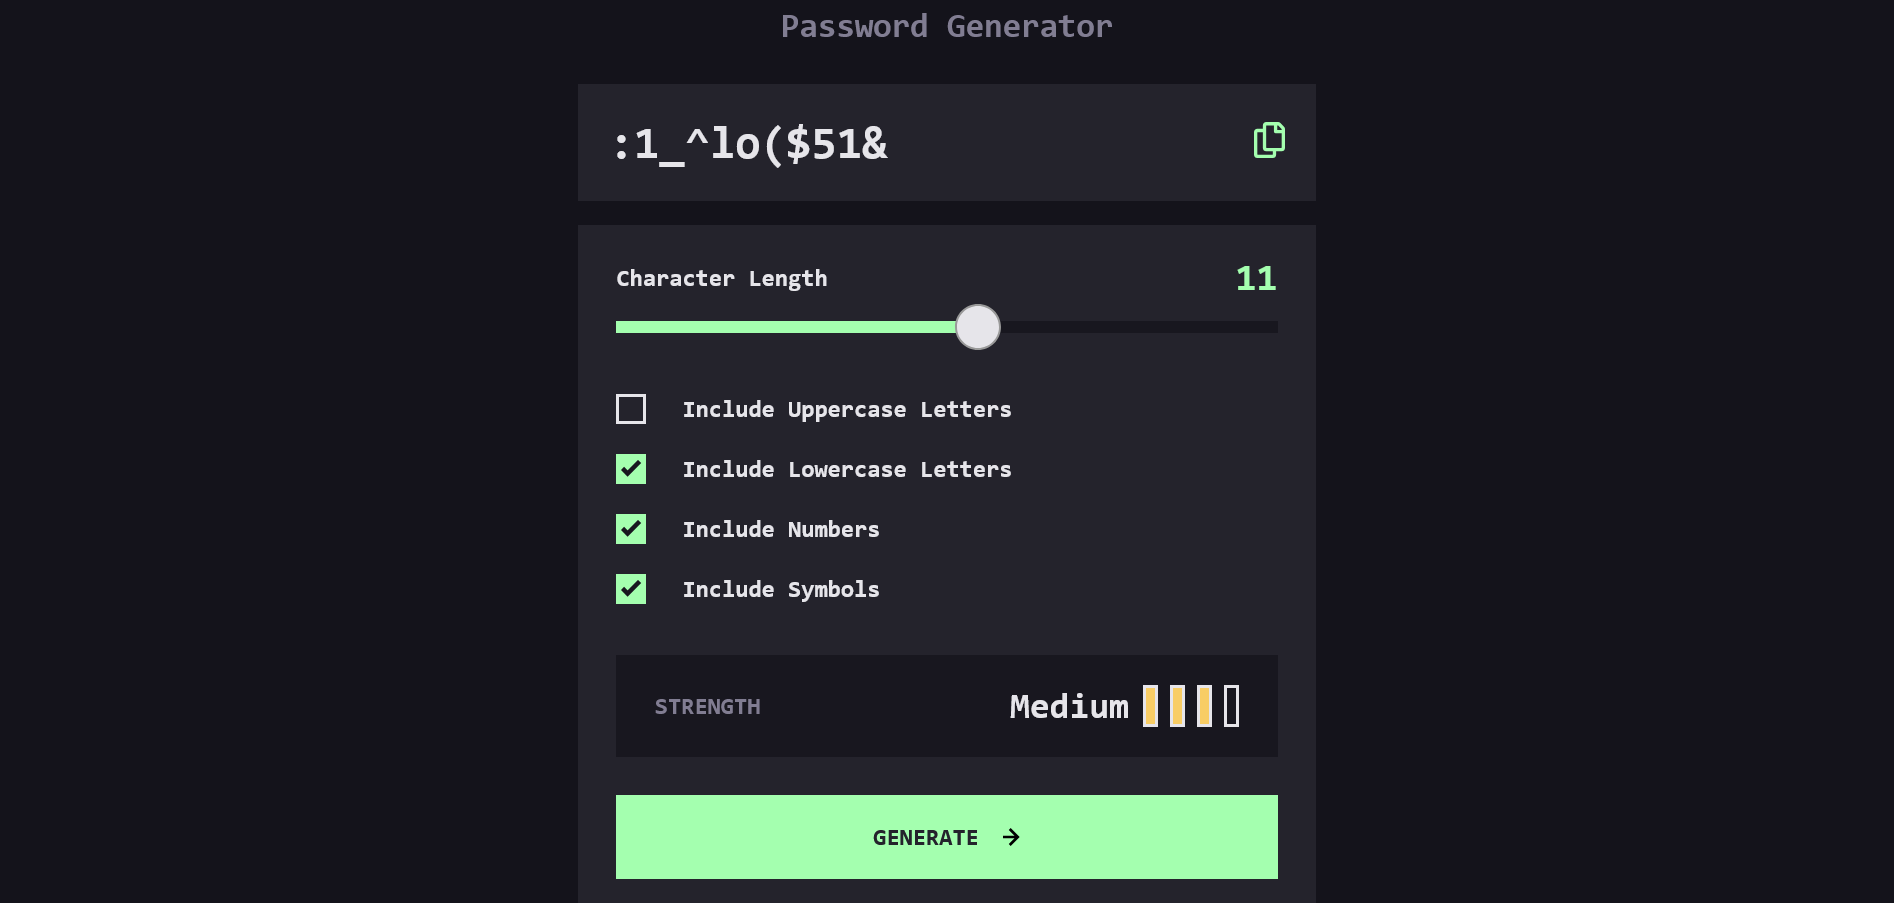 Password Generator
:1_^lo($51&
Character Length
11
Include Uppercase Letters
Include Lowercase Letters
Include Numbers
Include Symbols
STRENGTH
Medium
GENERATE →